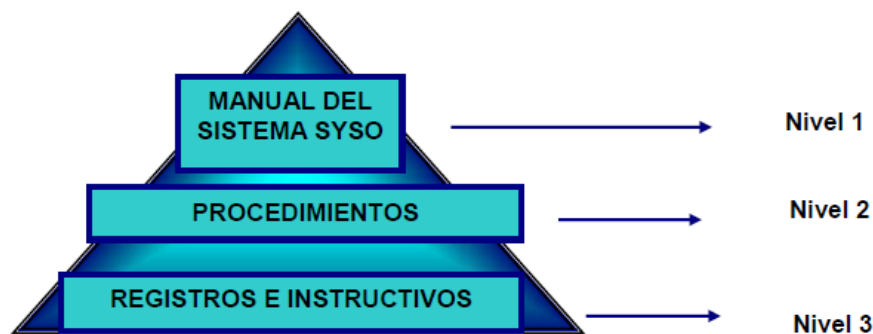 MANUAL DEL
SISTEMA SYSO
Nivel 1
PROCEDIMIENTOS
Nivel 2
REGISTROS E INSTRUCTIVOS
Nivel 3